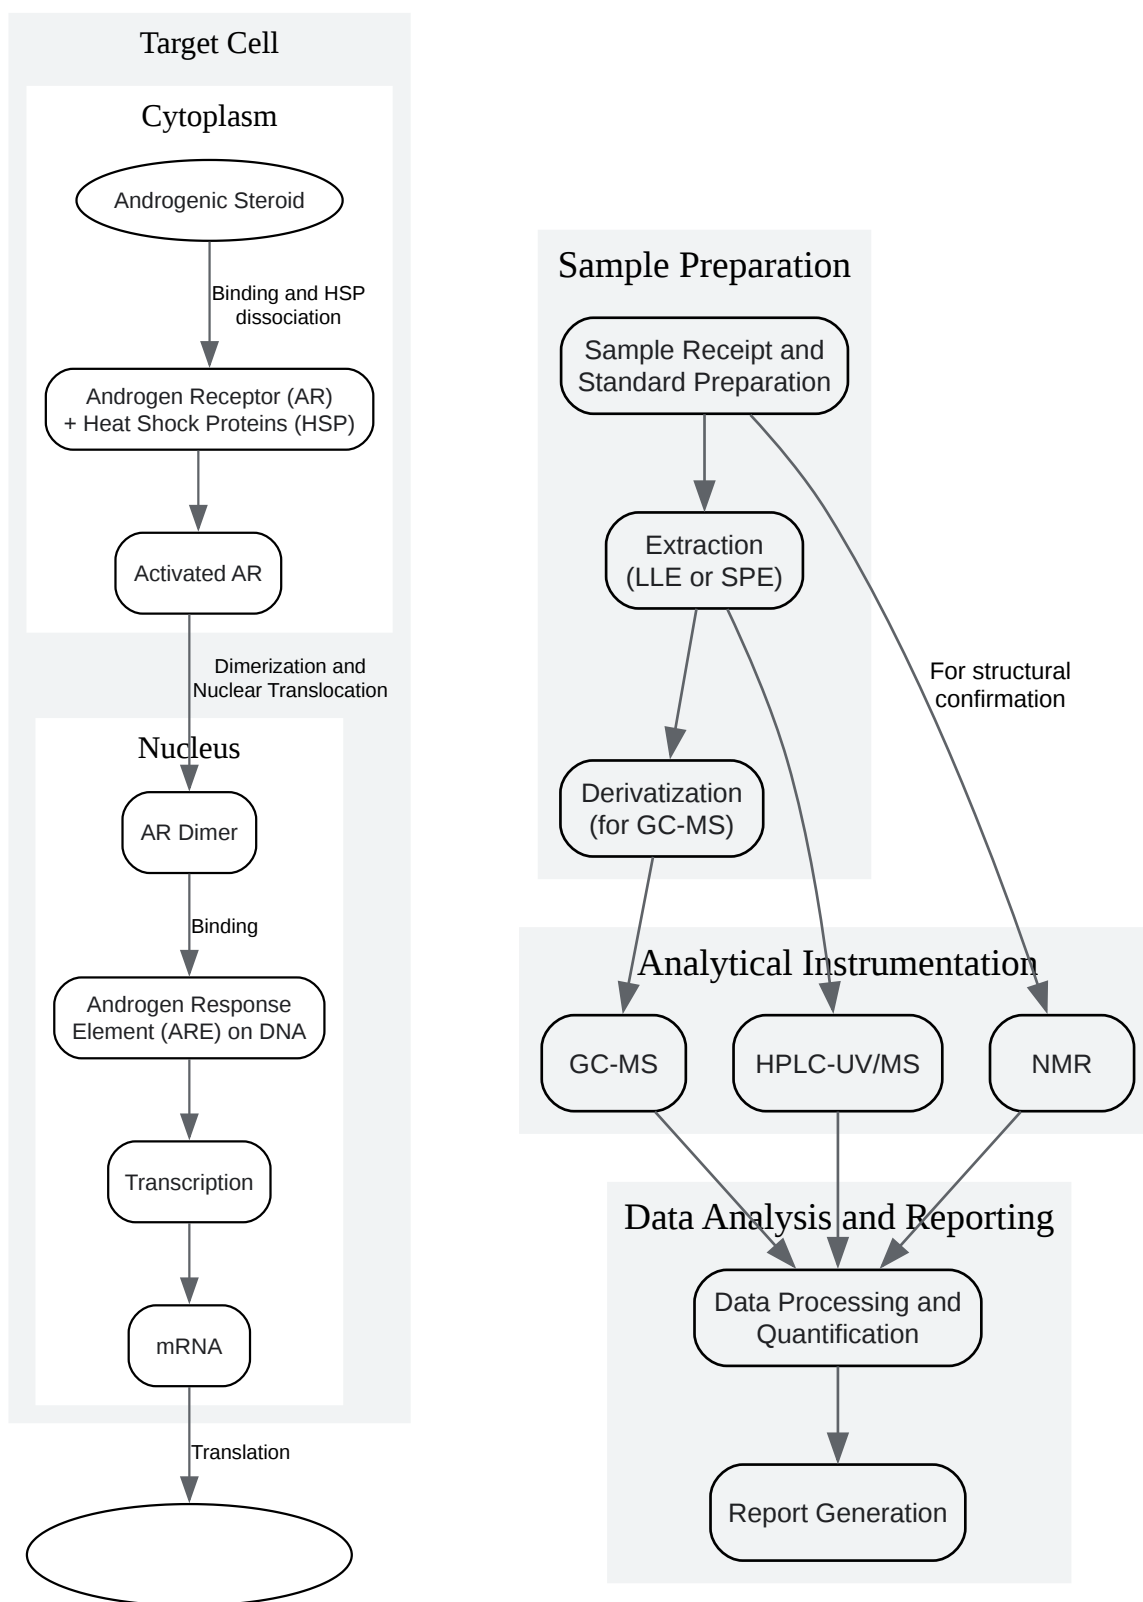 Target Cell
Cytoplasm
Androgenic Steroid
Binding and HSP
dissociation
Androgen Receptor (AR)
+ Heat Shock Proteins (HSP)
Activated AR
Dimerization and
Nuclear Translocation
Nucleus
AR Dimer
Binding
Androgen Response
Element (ARE) on DNA
Transcription
mRNA
Translation
Sample Preparation
Sample Receipt and
Standard Preparation
Extraction
(LLE or SPE)
For structural
confirmation
Derivatization
(for GC-MS)
Analytical Instrumentation
GC-MS
HPLC-UV/MS
NMR
Data Analysis and Reporting
Data Processing and
Quantification
Report Generation